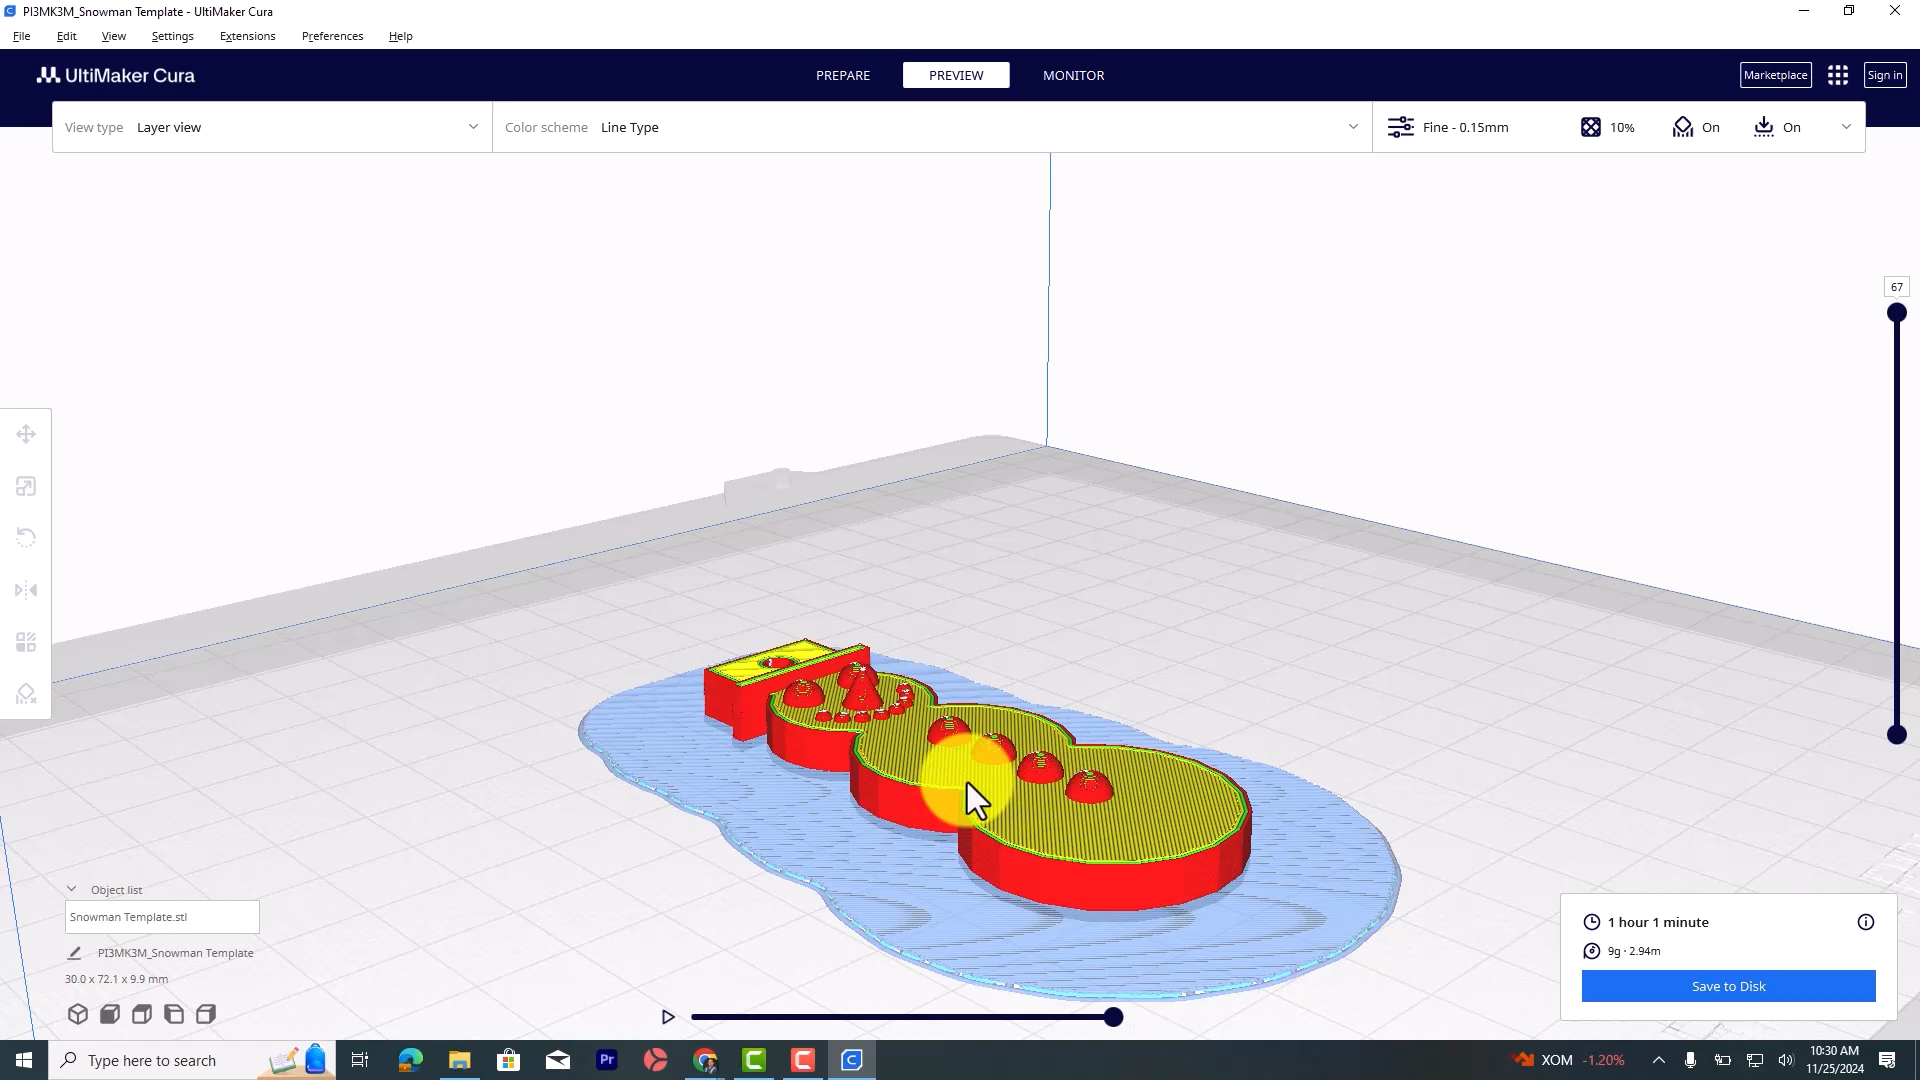 PI3MK3M_Snowman Template - UltiMaker Cura
File Edit View Settings Extensions Preferences Help
UltiMaker Cura PREPARE PREVIEW MONITOR Marketplace Sign in
View type Layer view Color scheme Line Type Fine - 0.15mm 10% On On
67
Object list
Snowman Template.stl
PI3MK3M_Snowman Template
30.0 x 72.1 x 9.9 mm
1 hour 1 minute
9g · 2.94m
Save to Disk
Type here to search
Pr
XOM -1.20%
10:30 AM
11/25/2024